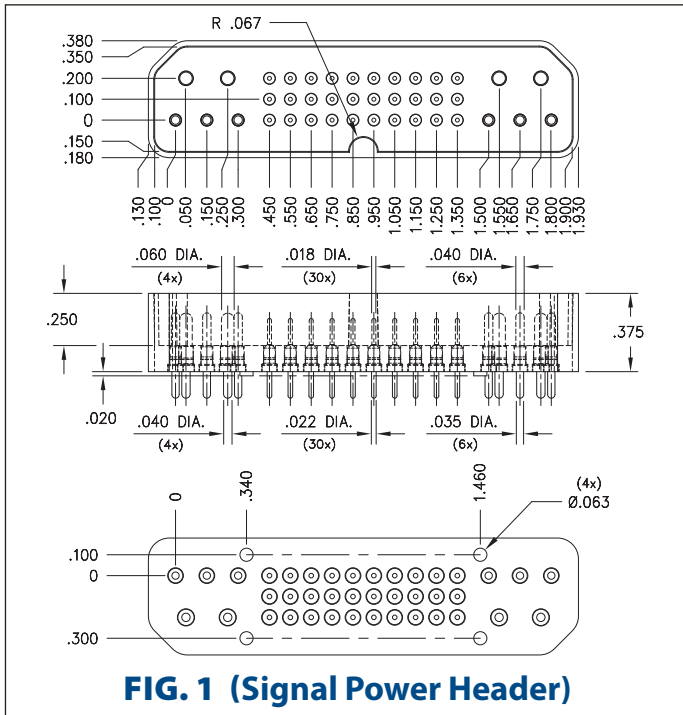 R .067
.380
.350
.200
.100
0
.150
.180
.130
.100
0
.050
.150
.250
.300
.450
.550
.650
.750
.850
.950
1.050
1.150
1.250
1.350
1.500
1.550
1.650
1.750
1.800
1.900
1.930
.060 DIA.
(4x)
.018 DIA.
(30x)
.040 DIA.
(6x)
.250
.375
.020
.040 DIA.
(4x)
.022 DIA.
(30x)
.035 DIA.
(6x)
0
.340
1.460
(4x)
Ø.063
.100
0
.300
FIG. 1 (Signal Power Header)